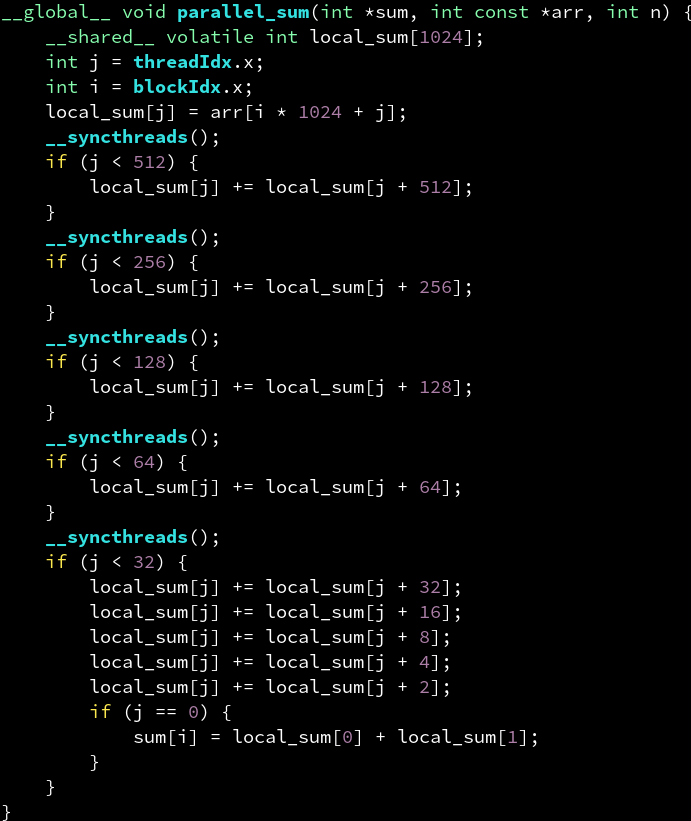 __global__ void parallel_sum(int *sum, int const *arr, int n) {
    __shared__ volatile int local_sum[1024];
    int j = threadIdx.x;
    int i = blockIdx.x;
    local_sum[j] = arr[i * 1024 + j];
    __syncthreads();
    if (j < 512) {
        local_sum[j] += local_sum[j + 512];
    }
    __syncthreads();
    if (j < 256) {
        local_sum[j] += local_sum[j + 256];
    }
    __syncthreads();
    if (j < 128) {
        local_sum[j] += local_sum[j + 128];
    }
    __syncthreads();
    if (j < 64) {
        local_sum[j] += local_sum[j + 64];
    }
    __syncthreads();
    if (j < 32) {
        local_sum[j] += local_sum[j + 32];
        local_sum[j] += local_sum[j + 16];
        local_sum[j] += local_sum[j + 8];
        local_sum[j] += local_sum[j + 4];
        local_sum[j] += local_sum[j + 2];
        if (j == 0) {
            sum[i] = local_sum[0] + local_sum[1];
        }
    }
}